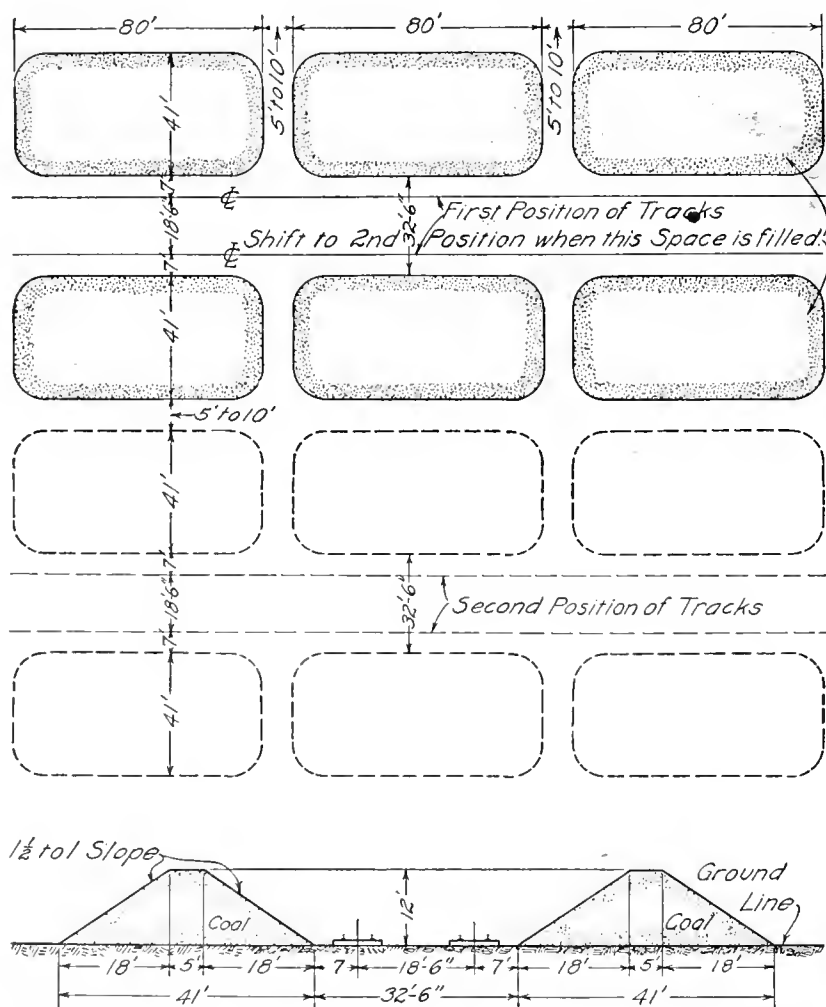 80'
80'
80'
5' to 10'
5' to 10'
41'
7'
18'-6"
7'
℄
℄
32'-6"
First Position of Tracks
Shift to 2nd Position when this Space is filled.
41'
5' to 10'
41'
7'
18'-6"
7'
32'-6"
Second Position of Tracks
41'
1½ to 1 Slope
Ground
Line
12'
Coal
Coal
18' 5' 18' 7' 18'-6" 7' 18' 5' 18'
41' 32'-6" 41'